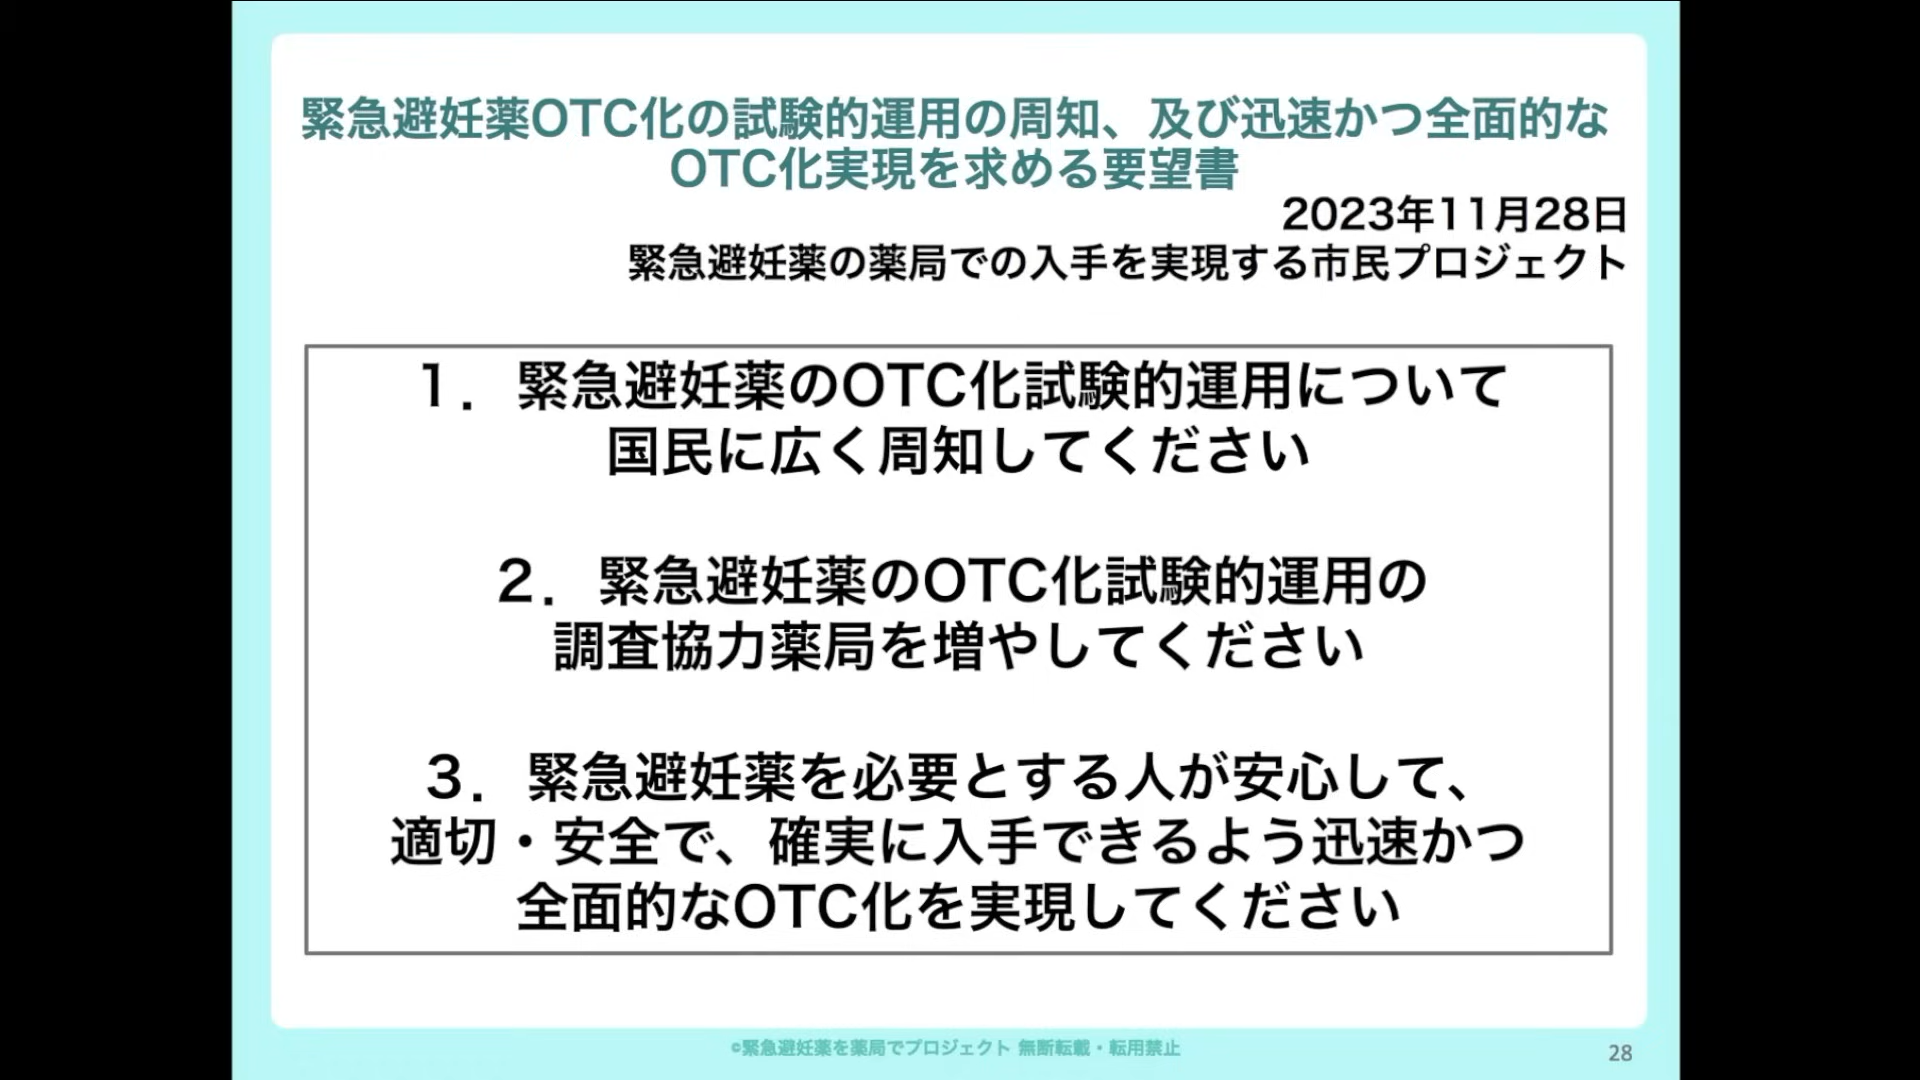 緊急避妊薬OTC化の試験的運用の周知、及び迅速かつ全面的な
OTC化実現を求める要望書
2023年11月28日
緊急避妊薬の薬局での入手を実現する市民プロジェクト
１．緊急避妊薬のOTC化試験的運用について
国民に広く周知してください
２．緊急避妊薬のOTC化試験的運用の
調査協力薬局を増やしてください
３．緊急避妊薬を必要とする人が安心して、
適切・安全で、確実に入手できるよう迅速かつ
全面的なOTC化を実現してください
©緊急避妊薬を薬局でプロジェクト 無断転載・転用禁止
28